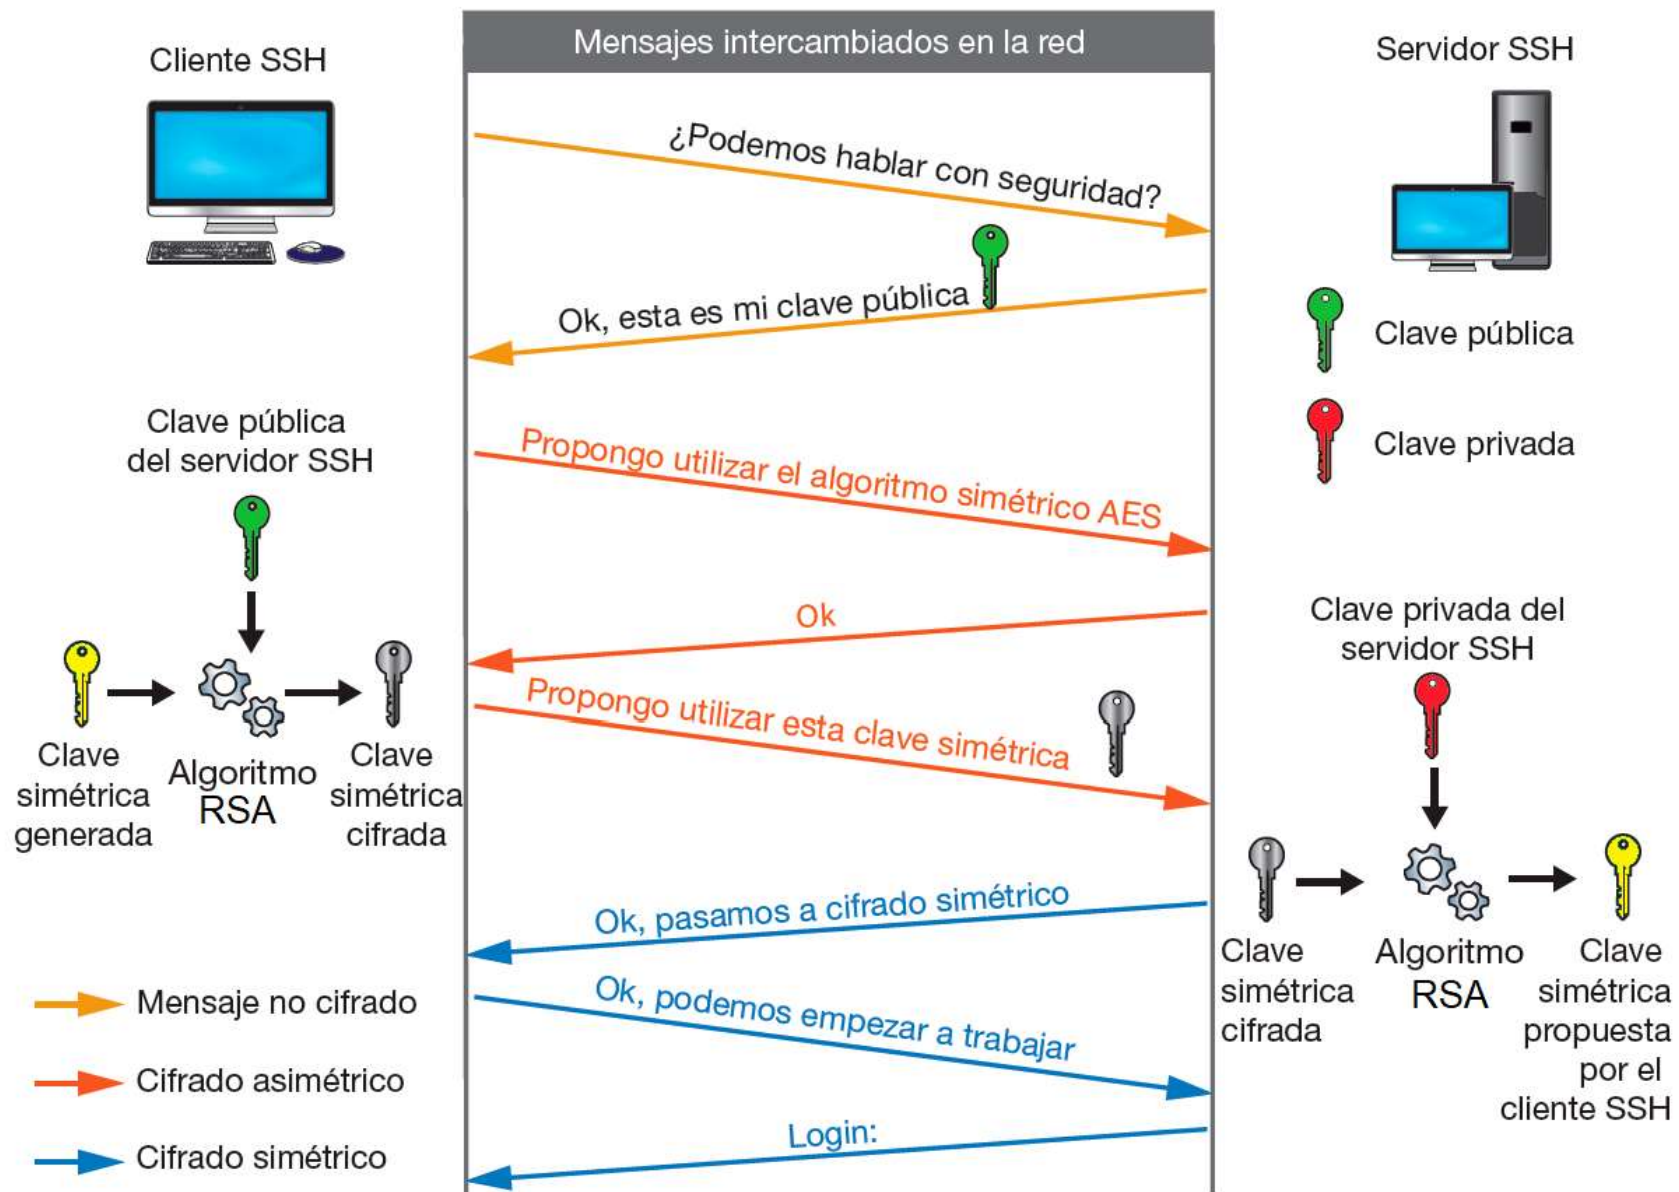 Mensajes intercambiados en la red
Cliente SSH
Servidor SSH
¿Podemos hablar con seguridad?
Ok, esta es mi clave pública
Clave pública
Clave privada
Clave pública
del servidor SSH
Propongo utilizar el algoritmo simétrico AES
Ok
Clave privada del
servidor SSH
Propongo utilizar esta clave simétrica
Clave
simétrica
generada
Algoritmo
RSA
Clave
simétrica
cifrada
Ok, pasamos a cifrado simétrico
Clave
simétrica
cifrada
Algoritmo
RSA
Clave
simétrica
propuesta
por el
cliente SSH
Ok, podemos empezar a trabajar
Login:
Mensaje no cifrado
Cifrado asimétrico
Cifrado simétrico